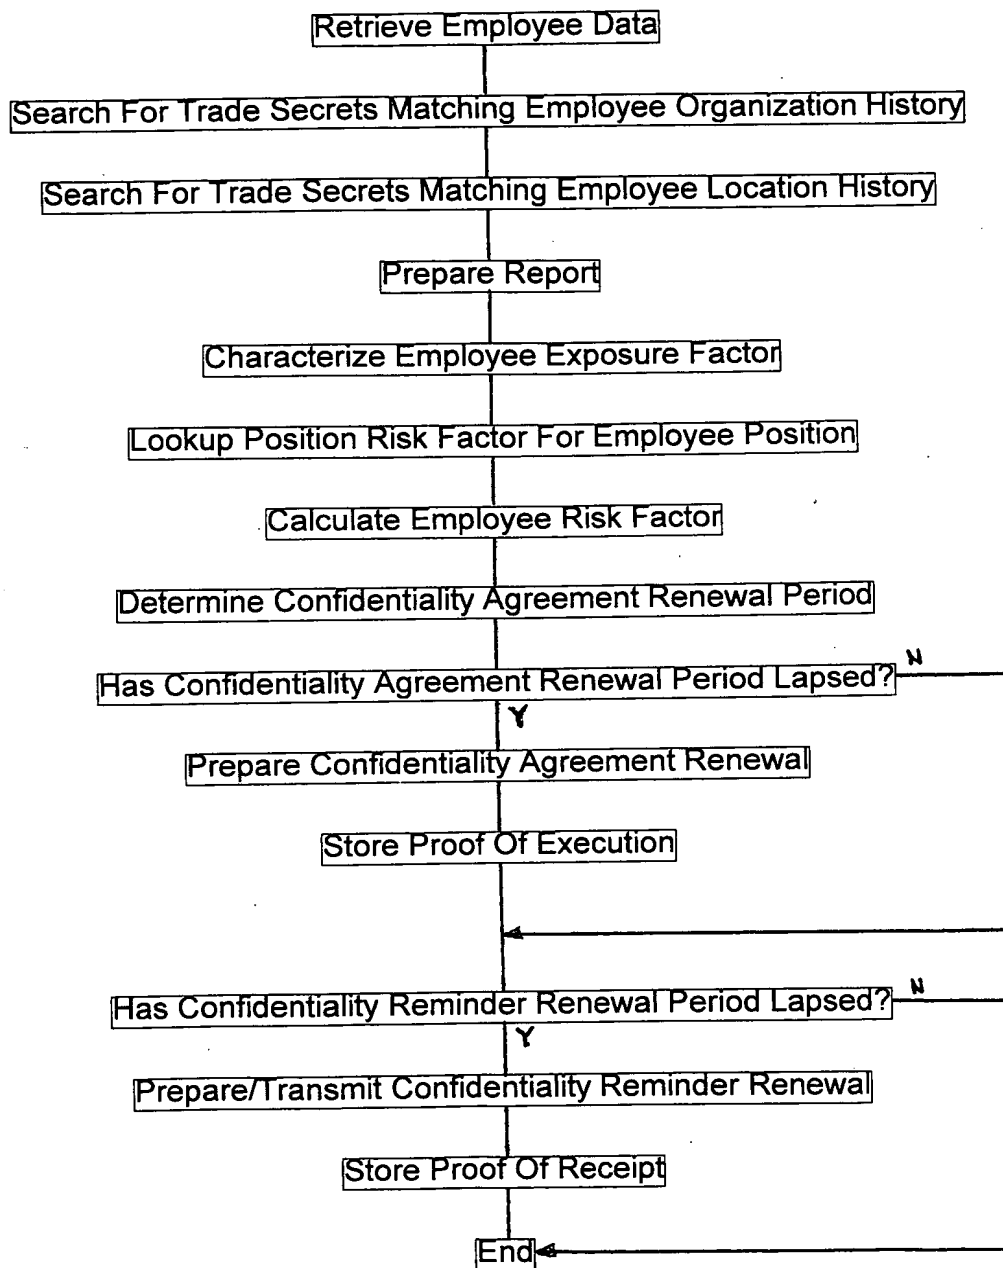 Retrieve Employee Data
Search For Trade Secrets Matching Employee Organization History
Search For Trade Secrets Matching Employee Location History
Prepare Report
Characterize Employee Exposure Factor
Lookup Position Risk Factor For Employee Position
Calculate Employee Risk Factor
Determine Confidentiality Agreement Renewal Period
Has Confidentiality Agreement Renewal Period Lapsed?
N
Y
Prepare Confidentiality Agreement Renewal
Store Proof Of Execution
Has Confidentiality Reminder Renewal Period Lapsed?
N
Y
Prepare/Transmit Confidentiality Reminder Renewal
Store Proof Of Receipt
End